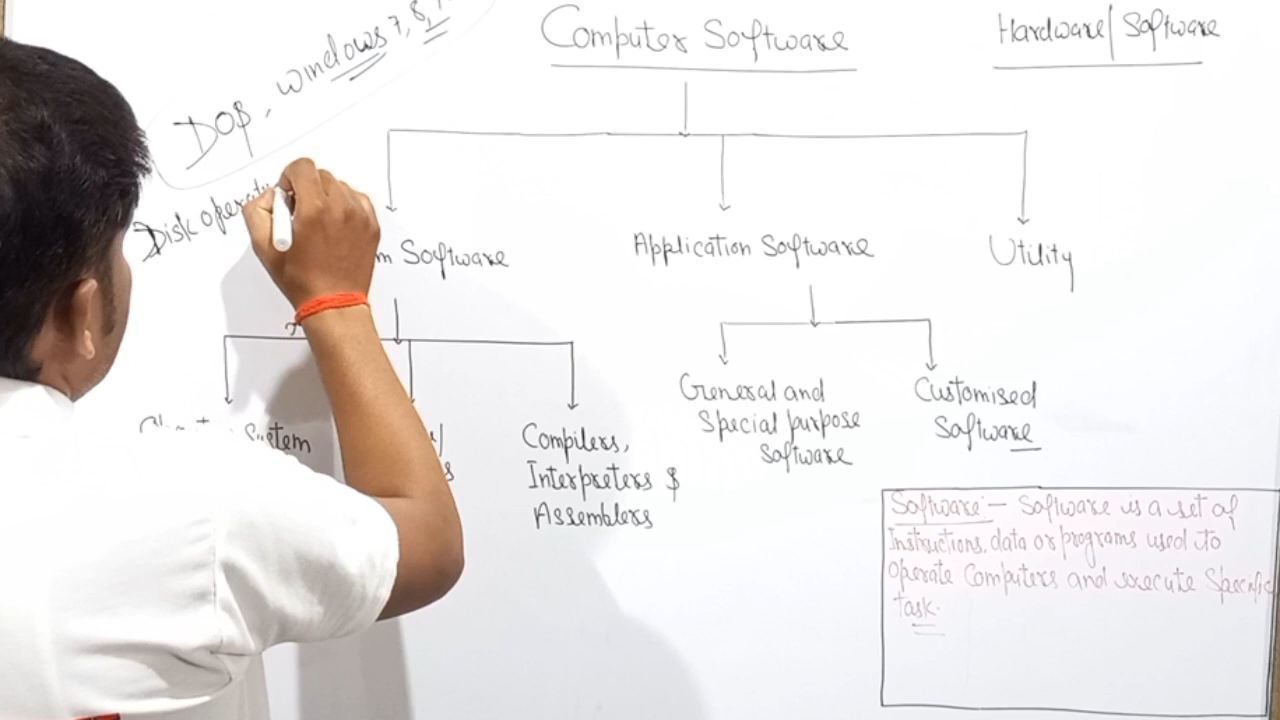 Computer Software
Hardware/Software
DOS, Windows 7, 8,
Disk operati
m Software
Application Software
Utility
General and
Special purpose
Software
Customised
Software
System
Compilers,
Interpreters &
Assemblers
Software:- Software is a set of
Instructions, data or programs used to
operate Computers and execute Specific
task.